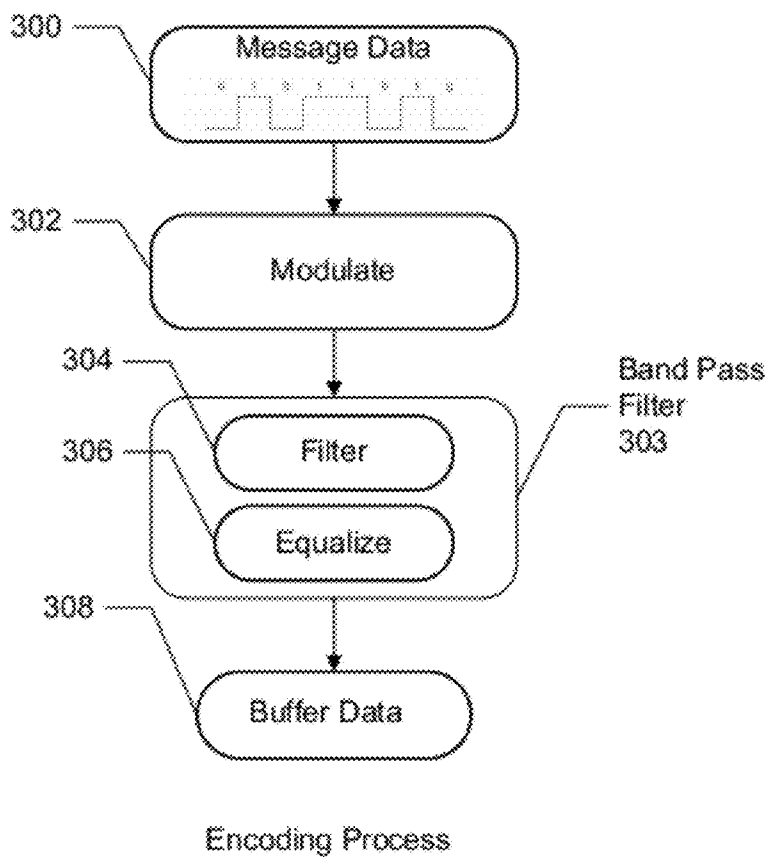 300
Message Data
302
Modulate
304
Filter
306
Equalize
Band Pass
Filter
303
308
Buffer Data
Encoding Process